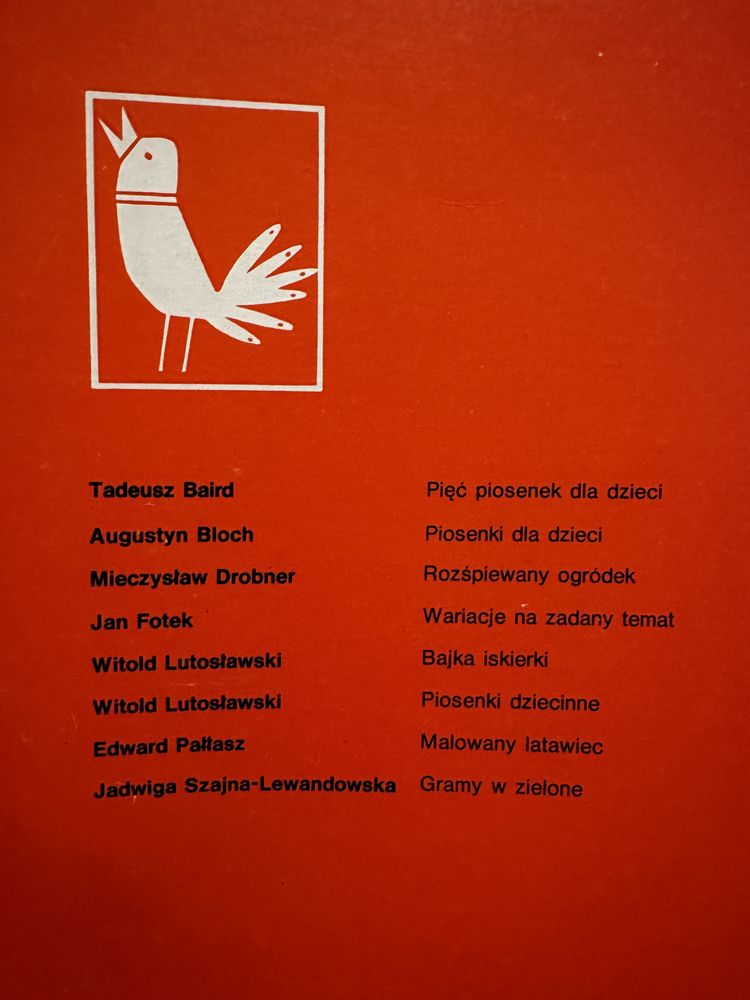 Tadeusz Baird Pięć piosenek dla dzieci
Augustyn Bloch Piosenki dla dzieci
Mieczysław Drobner Rozśpiewany ogródek
Jan Fotek Wariacje na zadany temat
Witold Lutosławski Bajka iskierki
Witold Lutosławski Piosenki dziecinne
Edward Pałłasz Malowany latawiec
Jadwiga Szajna-Lewandowska Gramy w zielone